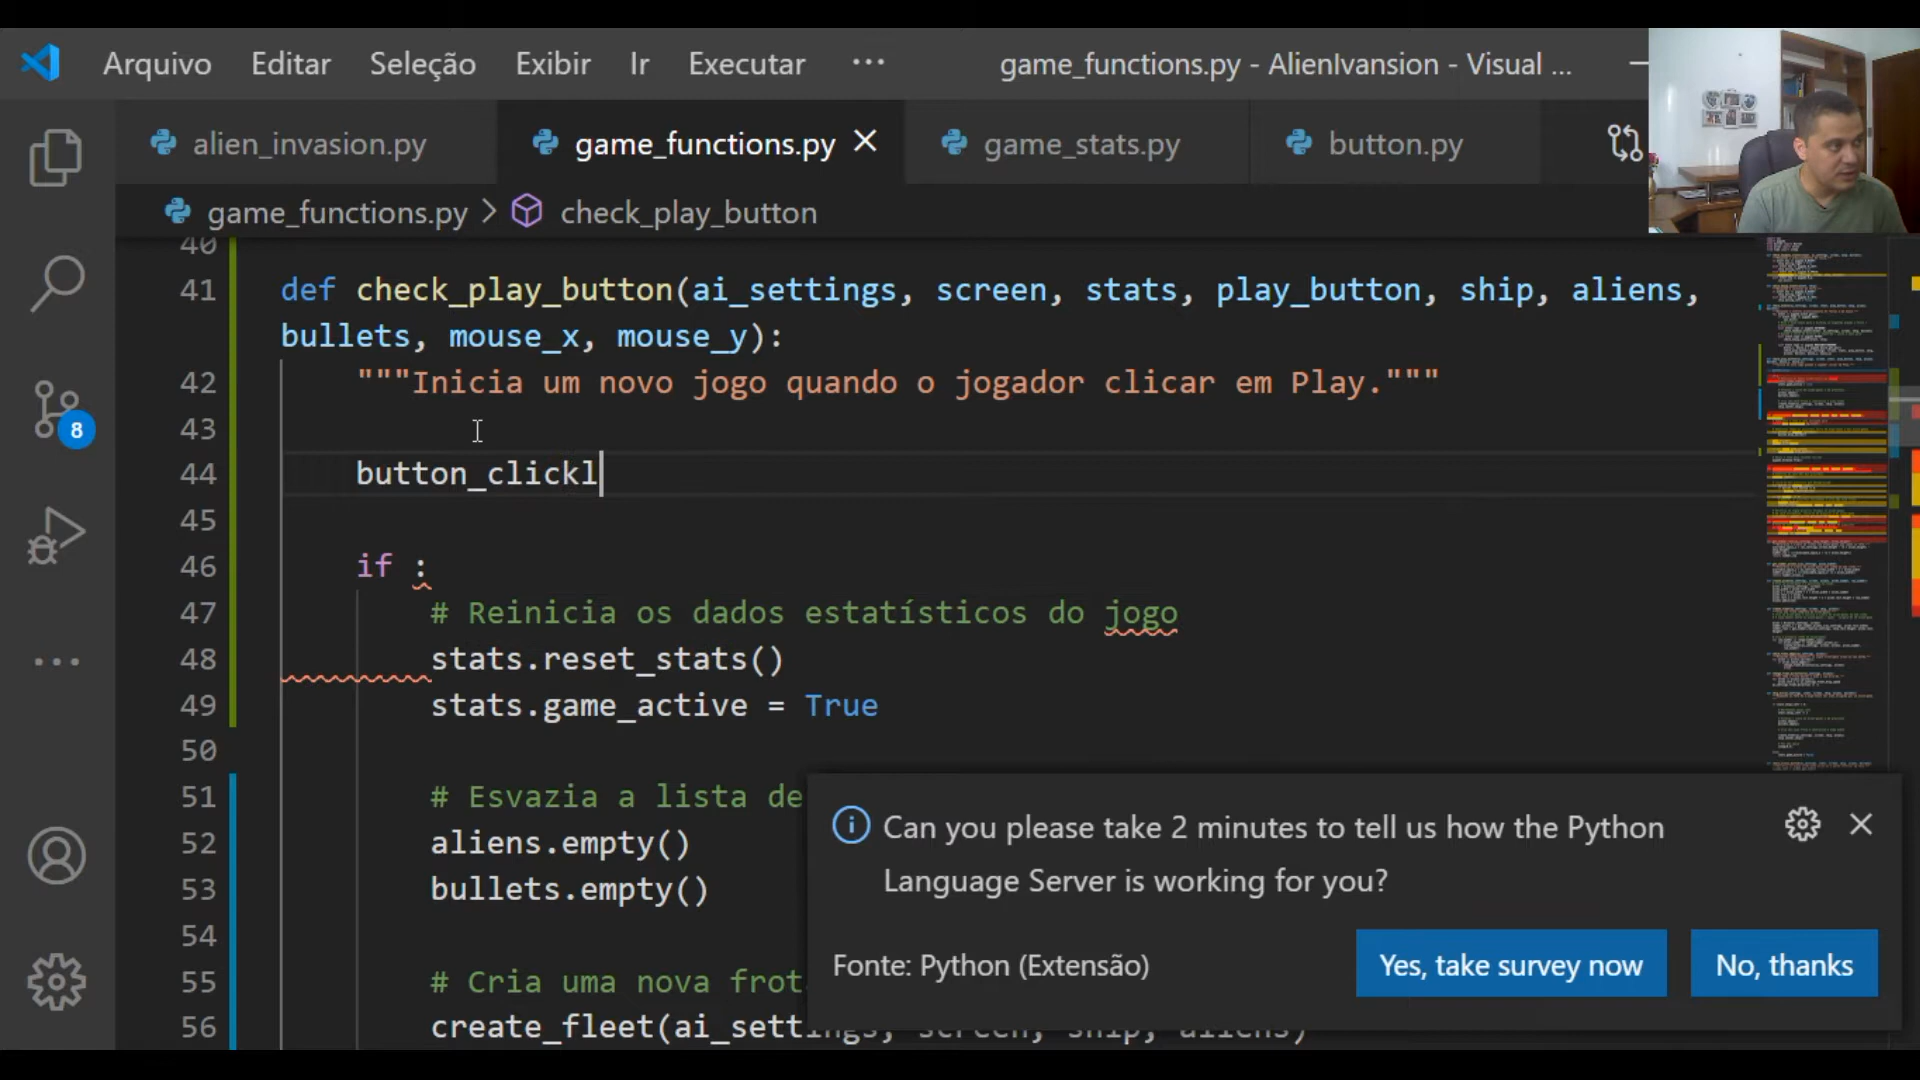 Arquivo Editar Seleção Exibir Ir Executar ··· game_functions.py - AlienIvansion - Visual ...
alien_invasion.py game_functions.py game_stats.py button.py
game_functions.py > check_play_button
40
41 def check_play_button(ai_settings, screen, stats, play_button, ship, aliens,
bullets, mouse_x, mouse_y):
42 """Inicia um novo jogo quando o jogador clicar em Play."""
43
44 button_clickl
45
46 if :
47 # Reinicia os dados estatísticos do jogo
48 stats.reset_stats()
49 stats.game_active = True
50
51 # Esvazia a lista de
52 aliens.empty()
53 bullets.empty()
54
55 # Cria uma nova frot
56 create_fleet(ai_settings, screen, ship, aliens)
8
Can you please take 2 minutes to tell us how the Python
Language Server is working for you?
Fonte: Python (Extensão)
Yes, take survey now
No, thanks